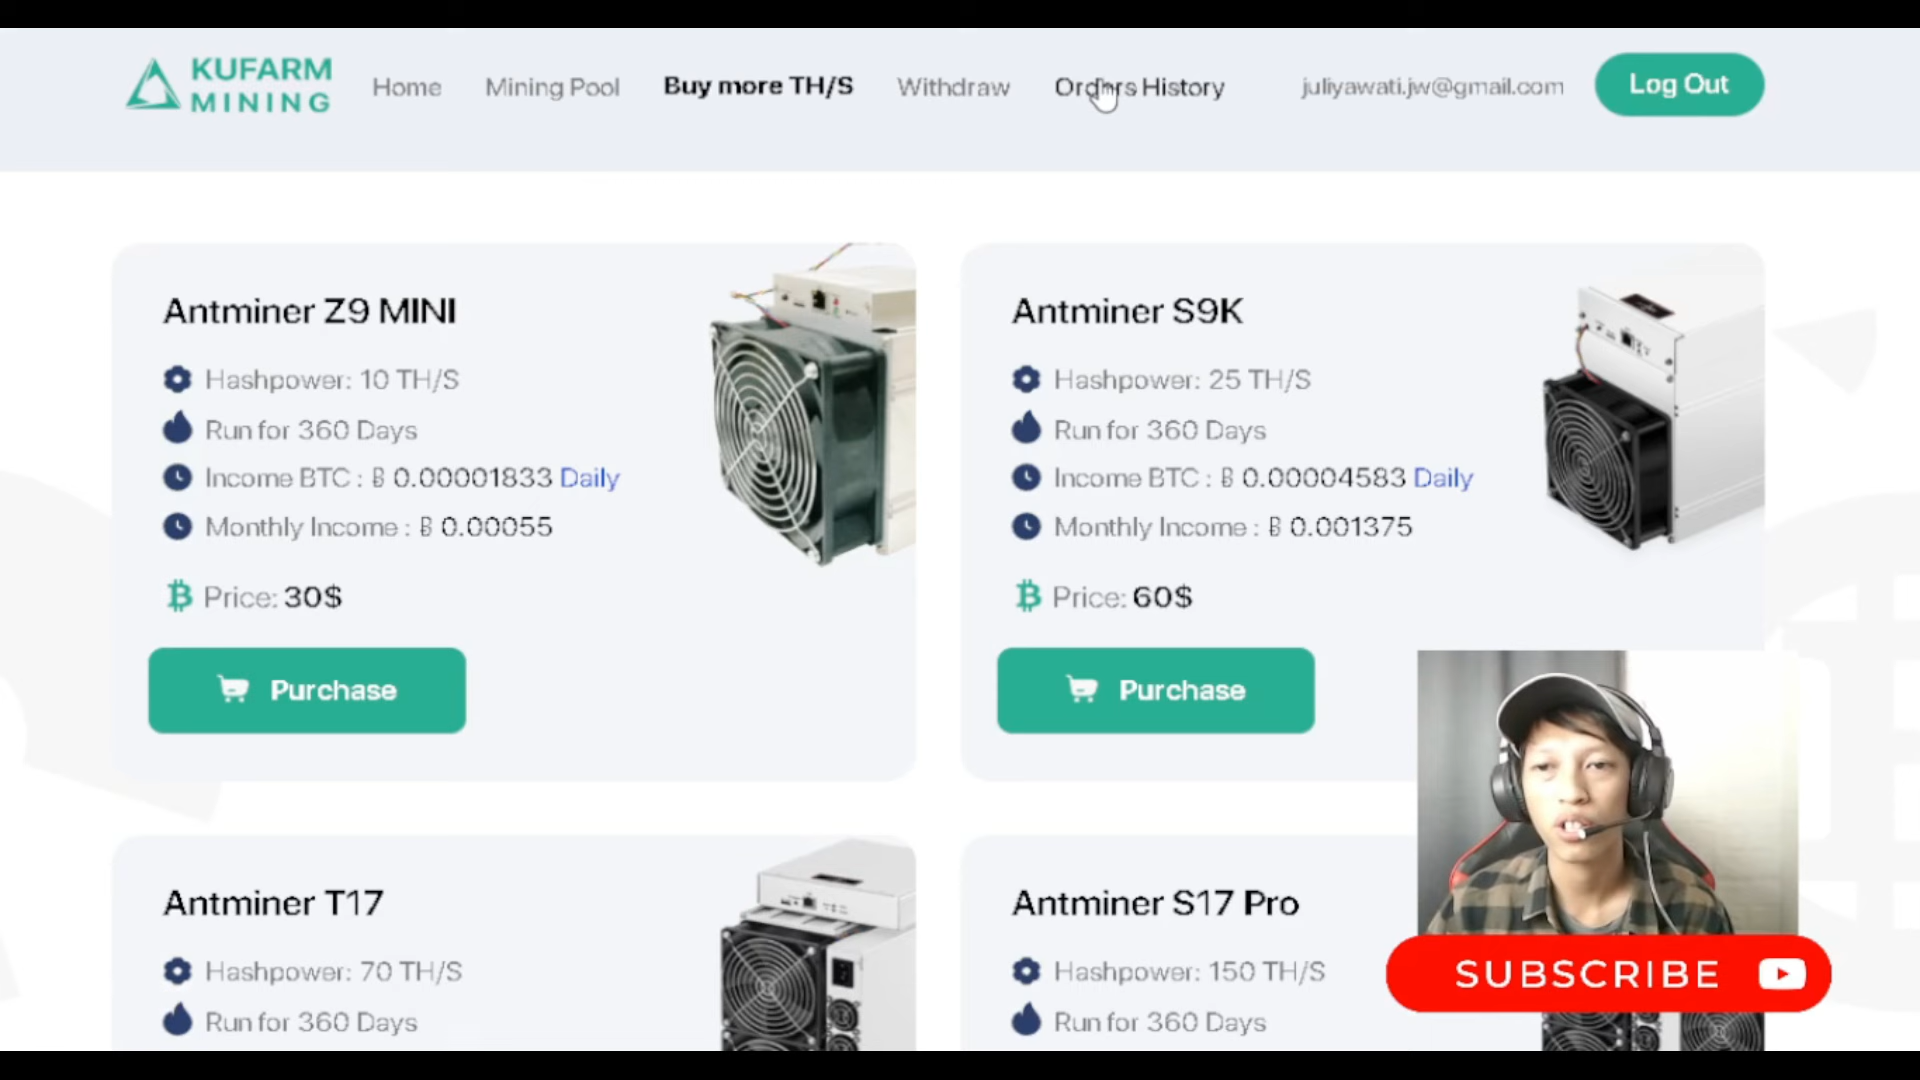 KUFARM
MINING
Home
Mining Pool
Buy more TH/S
Withdraw
Orders History
juliyawati.jw@gmail.com
Log Out
Antminer Z9 MINI
Hashpower: 10 TH/S
Run for 360 Days
Income BTC : ฿ 0.00001833 Daily
Monthly Income : ฿ 0.00055
Price: 30$
Purchase
Antminer S9K
Hashpower: 25 TH/S
Run for 360 Days
Income BTC : ฿ 0.00004583 Daily
Monthly Income : ฿ 0.001375
Price: 60$
Purchase
Antminer T17
Hashpower: 70 TH/S
Run for 360 Days
Antminer S17 Pro
Hashpower: 150 TH/S
Run for 360 Days
SUBSCRIBE